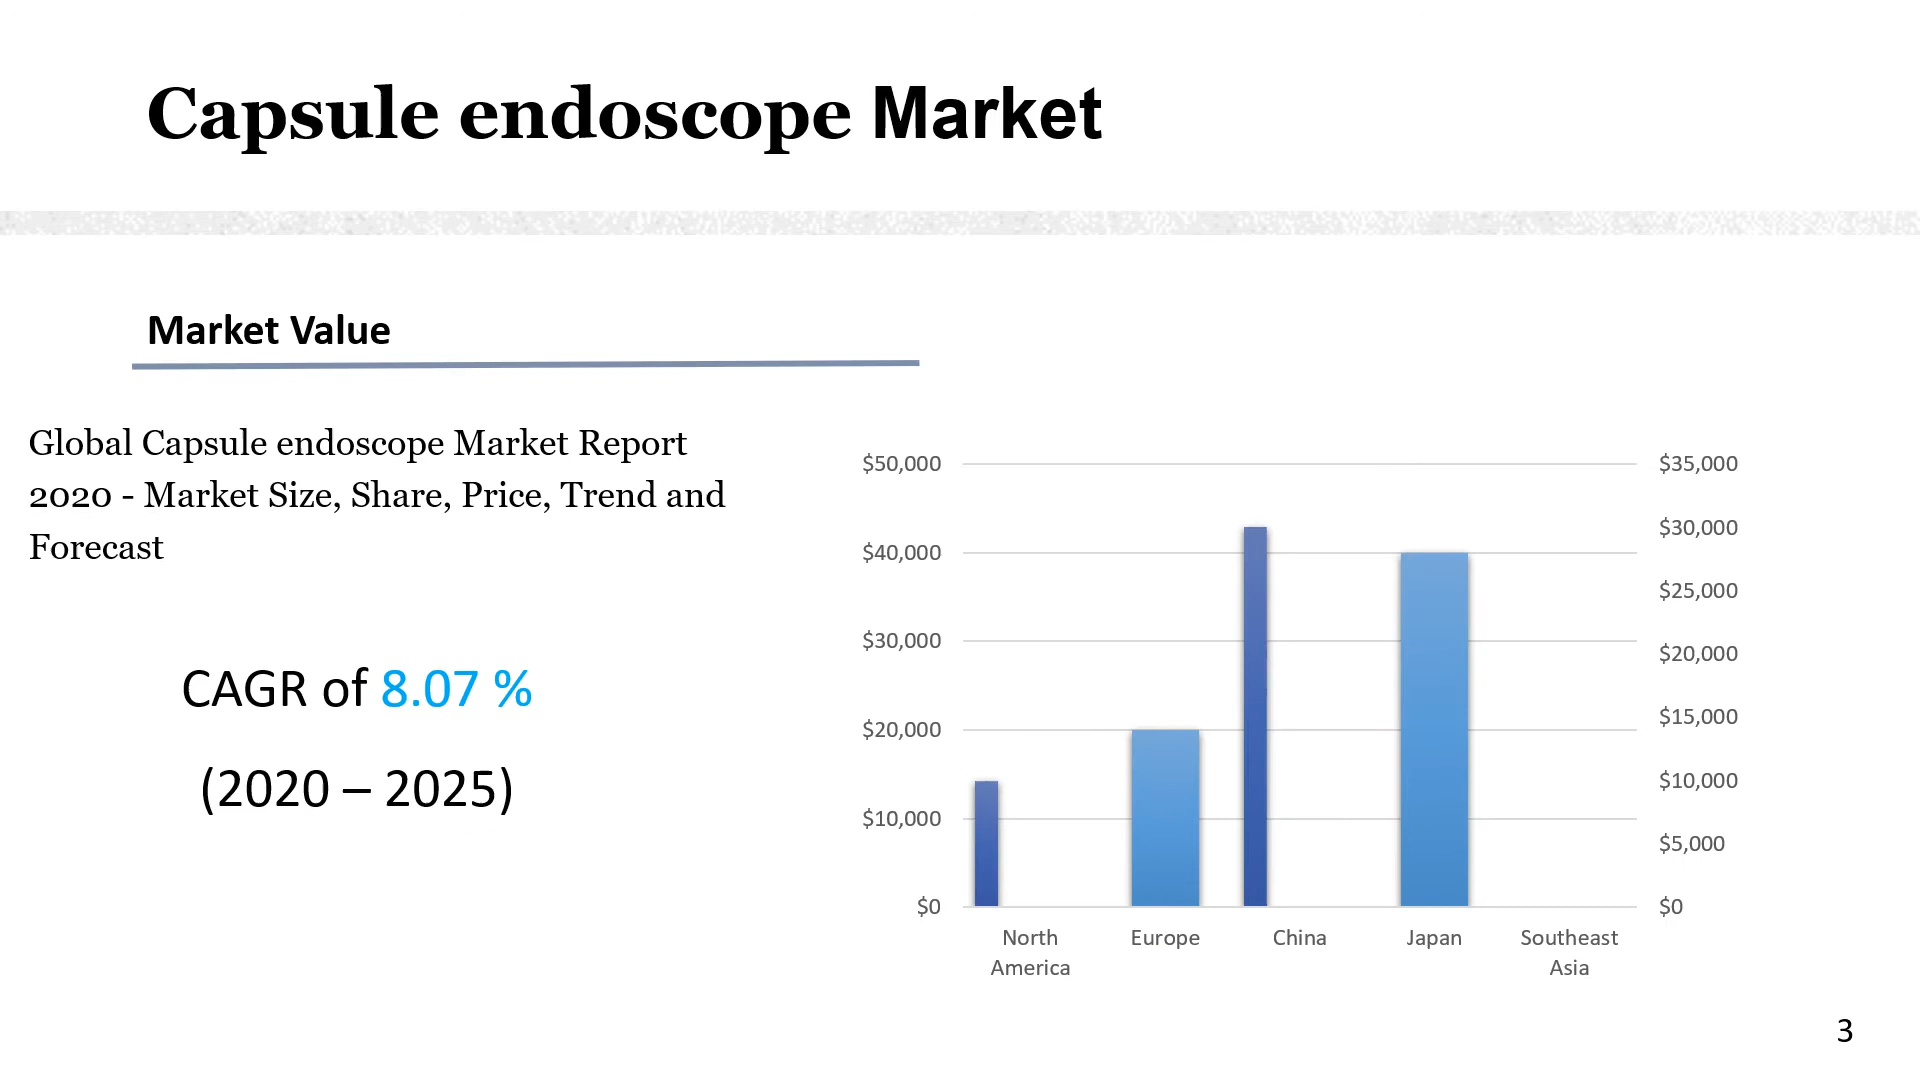 Capsule endoscope Market
Market Value
Global Capsule endoscope Market Report
2020 - Market Size, Share, Price, Trend and
Forecast
CAGR of 8.07 %
(2020 – 2025)
$50,000
$40,000
$30,000
$20,000
$10,000
$0
$35,000
$30,000
$25,000
$20,000
$15,000
$10,000
$5,000
$0
North
America
Europe
China
Japan
Southeast
Asia
3